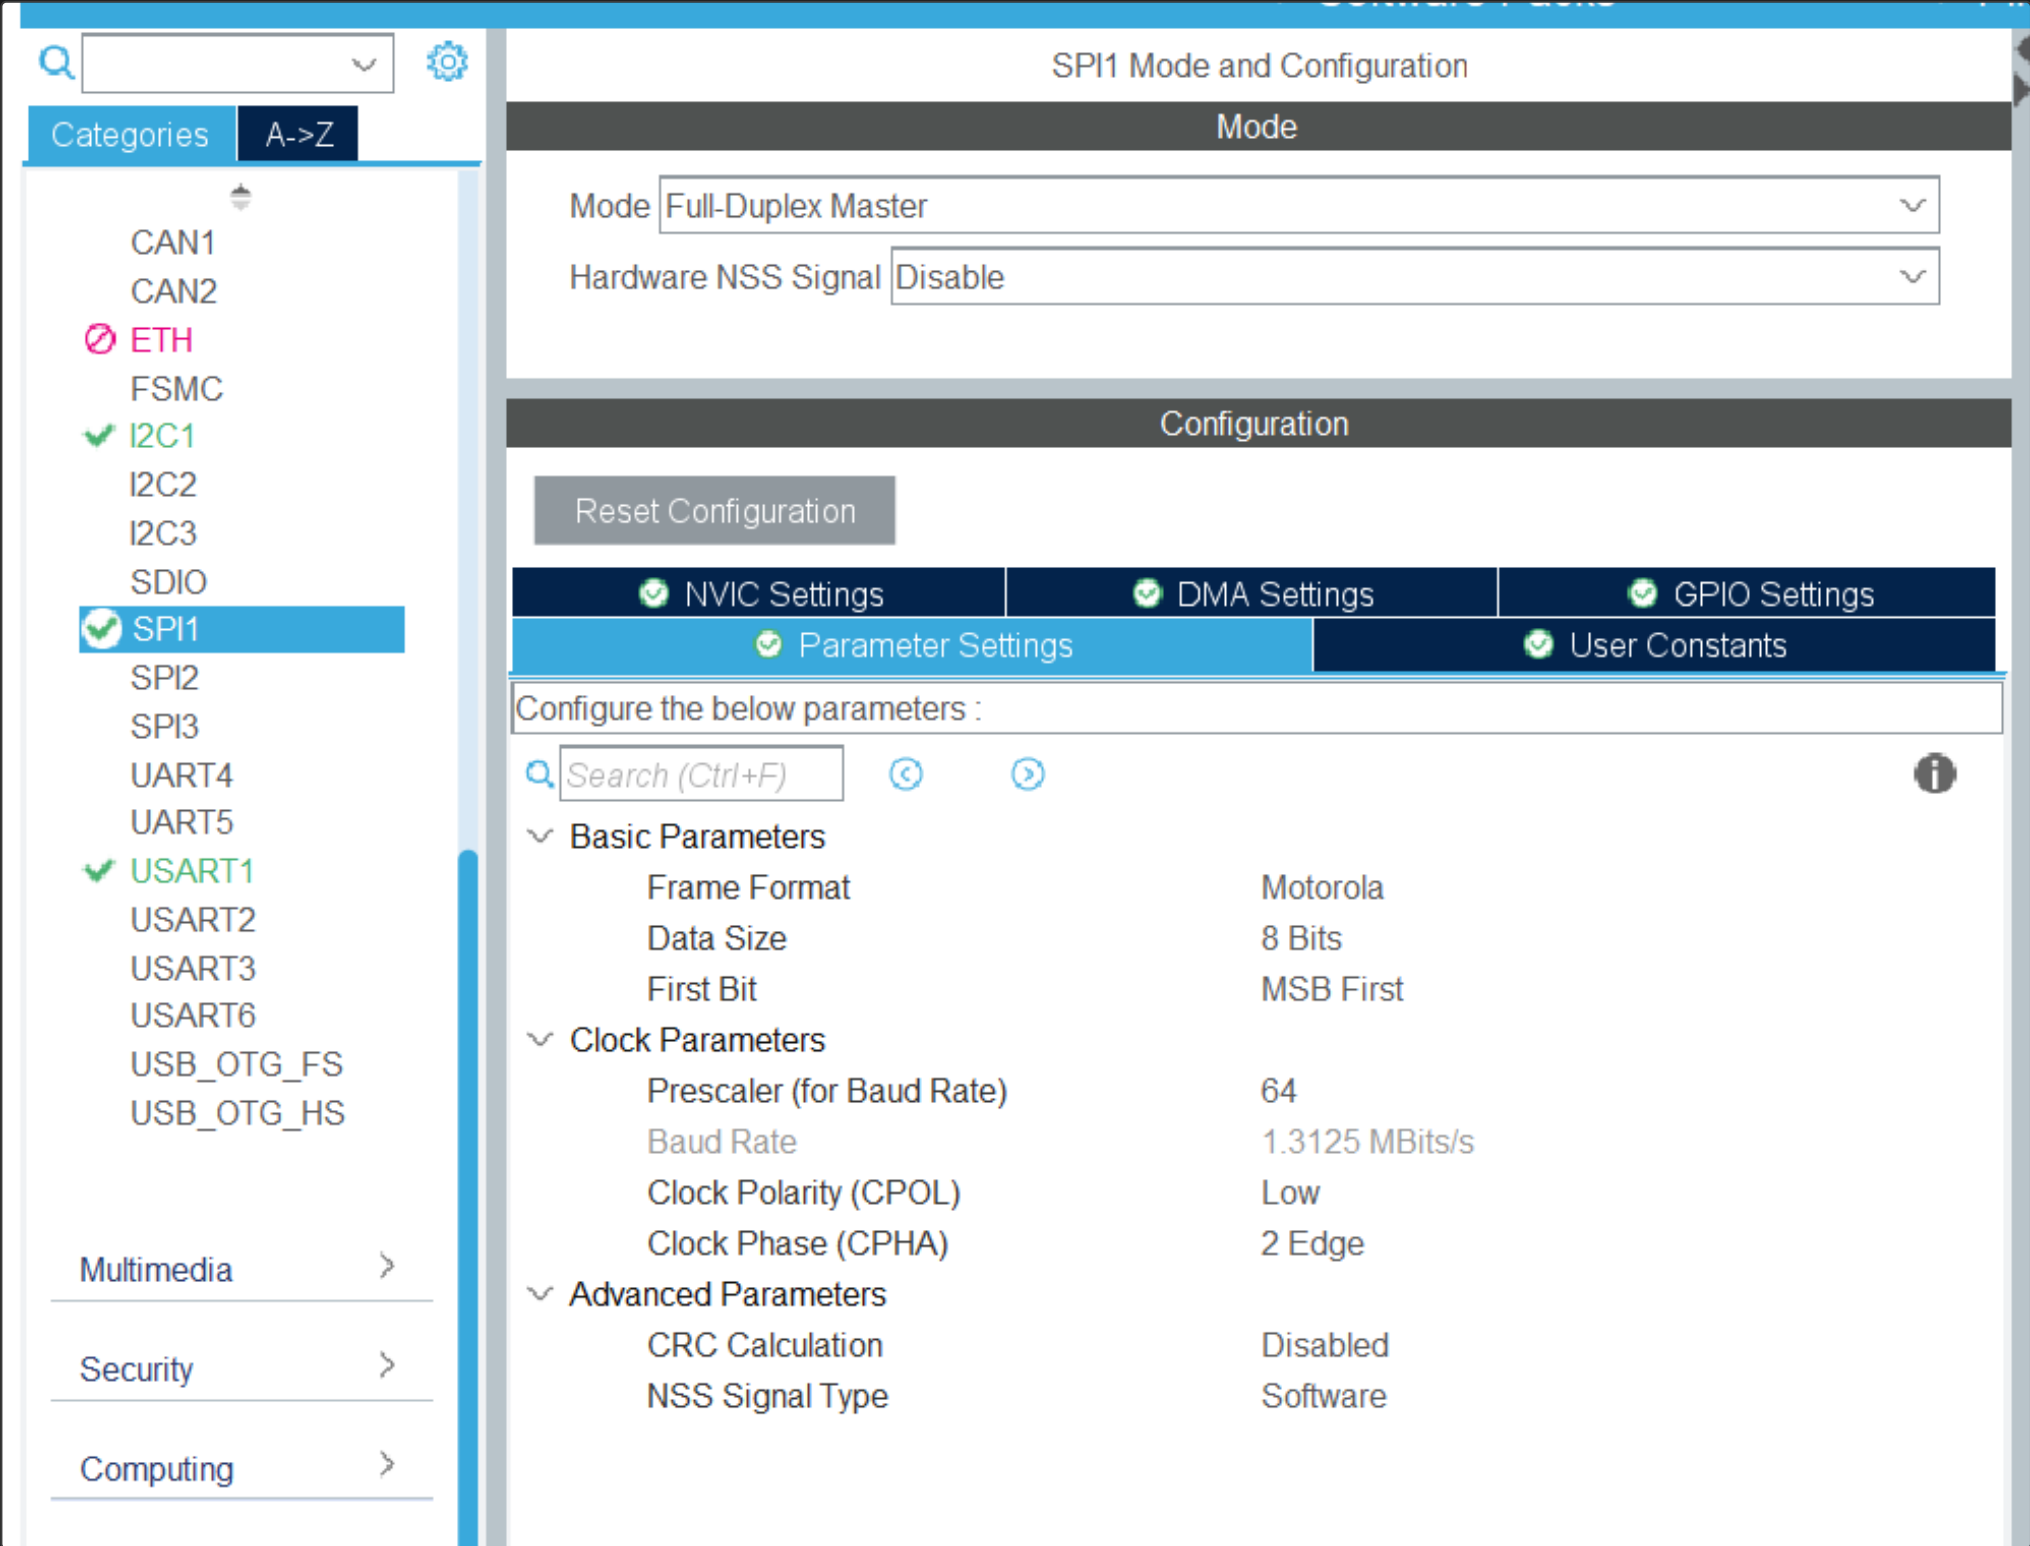 SPI1 Mode and Configuration
Categories
A->Z
CAN1
CAN2
ETH
FSMC
I2C1
I2C2
I2C3
SDIO
SPI1
SPI2
SPI3
UART4
UART5
USART1
USART2
USART3
USART6
USB_OTG_FS
USB_OTG_HS
Multimedia
Security
Computing
Mode
Mode Full-Duplex Master
Hardware NSS Signal Disable
Configuration
Reset Configuration
NVIC Settings
DMA Settings
GPIO Settings
Parameter Settings
User Constants
Configure the below parameters :
Search (Ctrl+F)
Basic Parameters
Frame Format Motorola
Data Size 8 Bits
First Bit MSB First
Clock Parameters
Prescaler (for Baud Rate) 64
Baud Rate 1.3125 MBits/s
Clock Polarity (CPOL) Low
Clock Phase (CPHA) 2 Edge
Advanced Parameters
CRC Calculation Disabled
NSS Signal Type Software